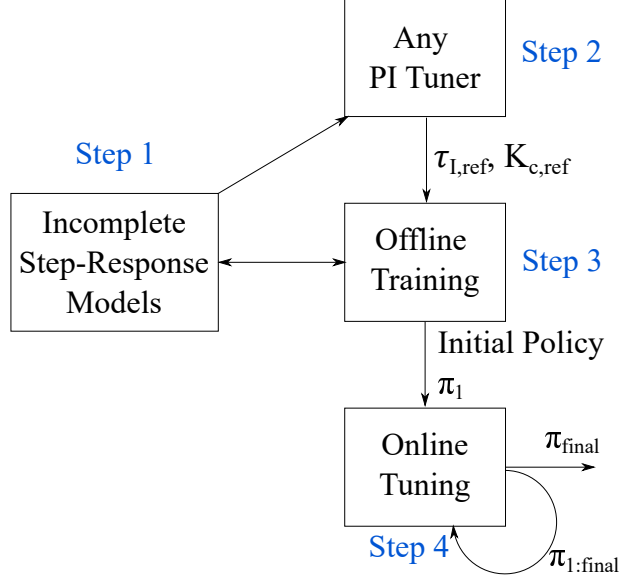 Any
PI Tuner
Step 2
Step 1
τI,ref, Kc,ref
Incomplete
Step-Response
Models
Offline
Training
Step 3
Initial Policy
π1
Online
Tuning
πfinal
Step 4
π1:final